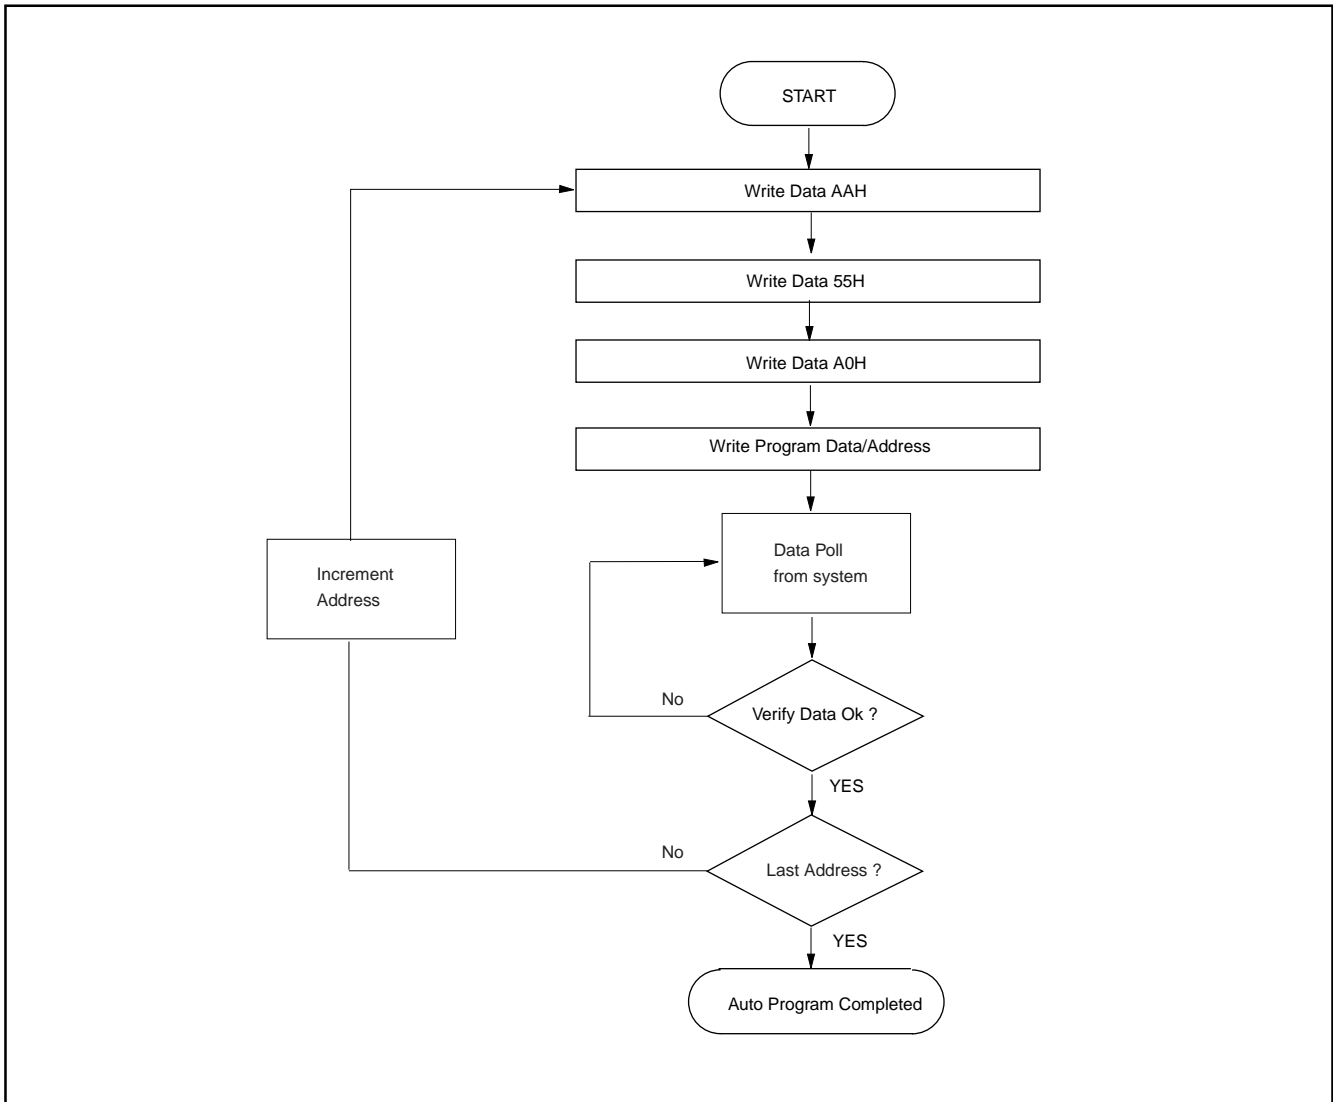 START
Write Data AAH
Write Data 55H
Write Data A0H
Write Program Data/Address
Data Poll
from system
Increment
Address
No
Verify Data Ok ?
YES
No
Last Address ?
YES
Auto Program Completed